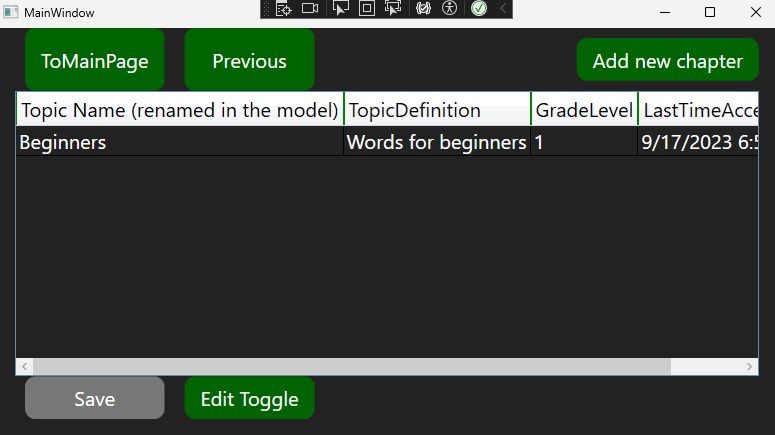 MainWindow
ToMainPage Previous Add new chapter
Topic Name (renamed in the model) TopicDefinition GradeLevel LastTimeAcce
Beginners Words for beginners 1 9/17/2023 6:5
Save Edit Toggle